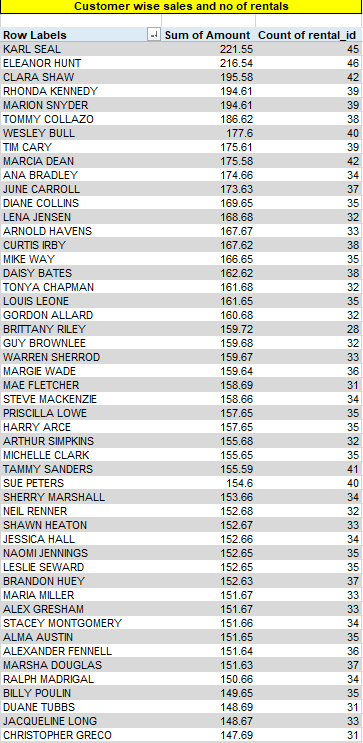 Customer wise sales and no of rentals
Row Labels Sum of Amount Count of rental_id
KARL SEAL 221.55 45
ELEANOR HUNT 216.54 46
CLARA SHAW 195.58 42
RHONDA KENNEDY 194.61 39
MARION SNYDER 194.61 39
TOMMY COLLAZO 186.62 38
WESLEY BULL 177.6 40
TIM CARY 175.61 39
MARCIA DEAN 175.58 42
ANA BRADLEY 174.66 34
JUNE CARROLL 173.63 37
DIANE COLLINS 169.65 35
LENA JENSEN 168.68 32
ARNOLD HAVENS 167.67 33
CURTIS IRBY 167.62 38
MIKE WAY 166.65 35
DAISY BATES 162.62 38
TONYA CHAPMAN 161.68 32
LOUIS LEONE 161.65 35
GORDON ALLARD 160.68 32
BRITTANY RILEY 159.72 28
GUY BROWNLEE 159.68 32
WARREN SHERROD 159.67 33
MARGIE WADE 159.64 36
MAE FLETCHER 158.69 31
STEVE MACKENZIE 158.66 34
PRISCILLA LOWE 157.65 35
HARRY ARCE 157.65 35
ARTHUR SIMPKINS 155.68 32
MICHELLE CLARK 155.65 35
TAMMY SANDERS 155.59 41
SUE PETERS 154.6 40
SHERRY MARSHALL 153.66 34
NEIL RENNER 152.68 32
SHAWN HEATON 152.67 33
JESSICA HALL 152.66 34
NAOMI JENNINGS 152.65 35
LESLIE SEWARD 152.65 35
BRANDON HUEY 152.63 37
MARIA MILLER 151.67 33
ALEX GRESHAM 151.67 33
STACEY MONTGOMERY 151.66 34
ALMA AUSTIN 151.65 35
ALEXANDER FENNELL 151.64 36
MARSHA DOUGLAS 151.63 37
RALPH MADRIGAL 150.66 34
BILLY POULIN 149.65 35
DUANE TUBBS 148.69 31
JACQUELINE LONG 148.67 33
CHRISTOPHER GRECO 147.69 31